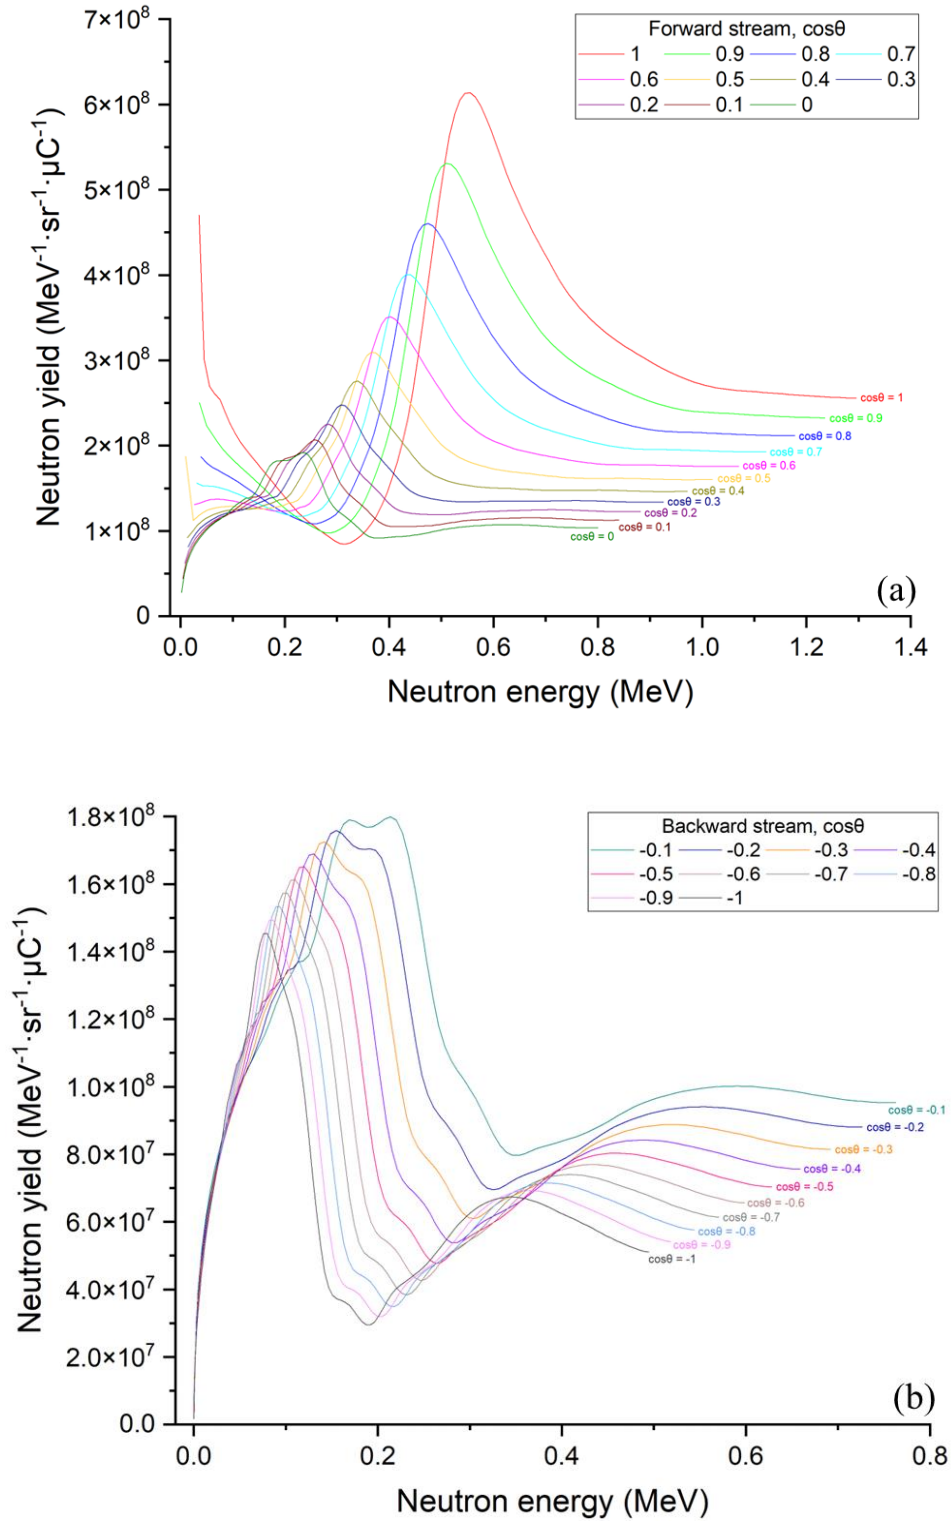 Forward stream, cosθ
1 0.9 0.8 0.7
0.6 0.5 0.4 0.3
0.2 0.1 0
7×10⁸
6×10⁸
5×10⁸
4×10⁸
3×10⁸
2×10⁸
1×10⁸
0
Neutron yield (MeV⁻¹·sr⁻¹·μC⁻¹)
cosθ = 1
cosθ = 0.9
cosθ = 0.8
cosθ = 0.7
cosθ = 0.6
cosθ = 0.5
cosθ = 0.4
cosθ = 0.3
cosθ = 0.2
cosθ = 0.1
cosθ = 0
(a)
0.0 0.2 0.4 0.6 0.8 1.0 1.2 1.4
Neutron energy (MeV)
Backward stream, cosθ
-0.1 -0.2 -0.3 -0.4
-0.5 -0.6 -0.7 -0.8
-0.9 -1
1.8×10⁸
1.6×10⁸
1.4×10⁸
1.2×10⁸
1.0×10⁸
8.0×10⁷
6.0×10⁷
4.0×10⁷
2.0×10⁷
0.0
Neutron yield (MeV⁻¹·sr⁻¹·μC⁻¹)
cosθ = -0.1
cosθ = -0.2
cosθ = -0.3
cosθ = -0.4
cosθ = -0.5
cosθ = -0.6
cosθ = -0.7
cosθ = -0.8
cosθ = -0.9
cosθ = -1
(b)
0.0 0.2 0.4 0.6 0.8
Neutron energy (MeV)